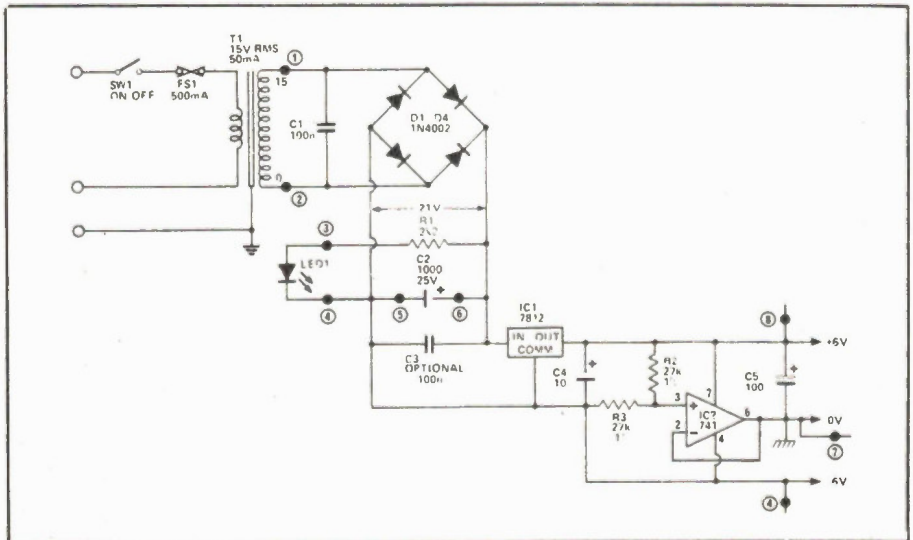 T1
15V RMS
50mA
SW1
ON OFF
FS1
500mA
1
15
C1
100n
D1 D4
1N4002
0
2
21V
R1
2k2
3
LED1
C2
1000
25V
4
5
6
IC1
7812
IN OUT
COMM
C3
OPTIONAL
100n
C4
10
R2
27k
R3
27k
3
7
2
6
4
IC2
741
C5
100
8
+6V
0V
7
6V
4